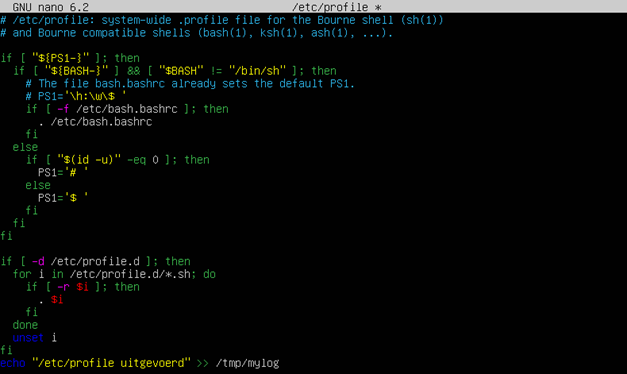 GNU nano 6.2 /etc/profile *
# /etc/profile: system-wide .profile file for the Bourne shell (sh(1))
# and Bourne compatible shells (bash(1), ksh(1), ash(1), ...).
if [ "${PS1-}" ]; then
  if [ "${BASH-}" ] && [ "$BASH" != "/bin/sh" ]; then
    # The file bash.bashrc already sets the default PS1.
    # PS1='\h:\w\$ '
    if [ -f /etc/bash.bashrc ]; then
      . /etc/bash.bashrc
    fi
  else
    if [ "$(id -u)" -eq 0 ]; then
      PS1='# '
    else
      PS1='$ '
    fi
  fi
fi
if [ -d /etc/profile.d ]; then
  for i in /etc/profile.d/*.sh; do
    if [ -r $i ]; then
      . $i
    fi
  done
  unset i
fi
echo "/etc/profile uitgevoerd" >> /tmp/mylog